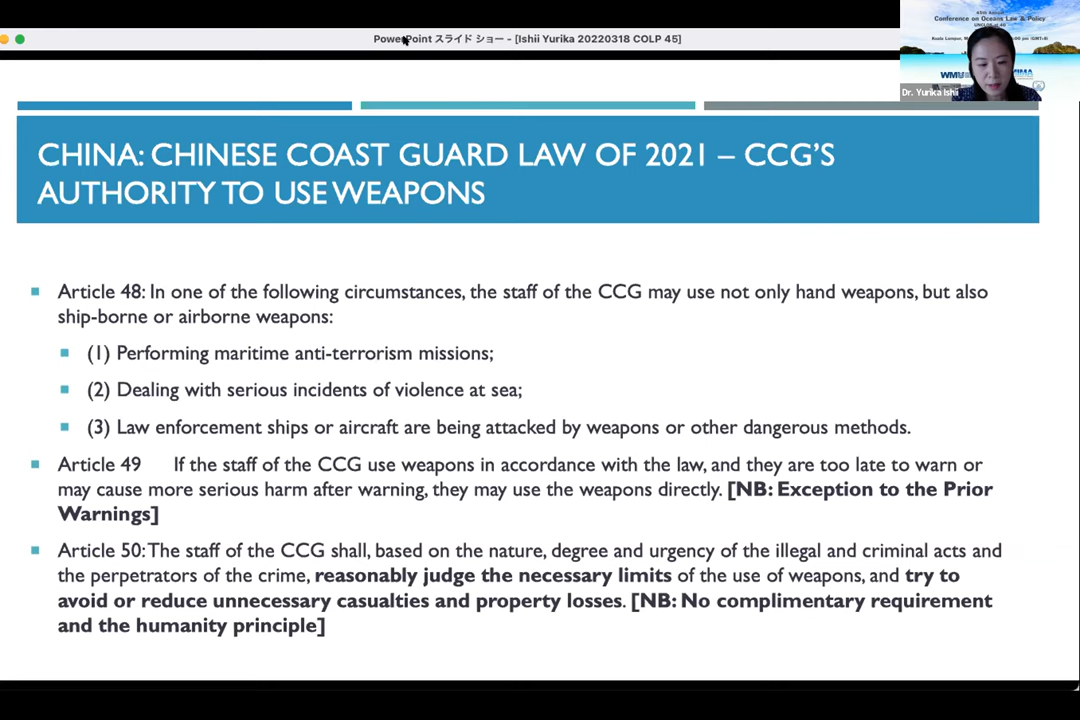 PowerPoint スライド ショー - [Ishii Yurika 20220318 COLP 45]
Conference on Oceans Law & Policy
Dr. Yurika Ishii
CHINA: CHINESE COAST GUARD LAW OF 2021 – CCG'S
AUTHORITY TO USE WEAPONS
Article 48: In one of the following circumstances, the staff of the CCG may use not only hand weapons, but also
ship-borne or airborne weapons:
(1) Performing maritime anti-terrorism missions;
(2) Dealing with serious incidents of violence at sea;
(3) Law enforcement ships or aircraft are being attacked by weapons or other dangerous methods.
Article 49 If the staff of the CCG use weapons in accordance with the law, and they are too late to warn or
may cause more serious harm after warning, they may use the weapons directly. [NB: Exception to the Prior
Warnings]
Article 50: The staff of the CCG shall, based on the nature, degree and urgency of the illegal and criminal acts and
the perpetrators of the crime, reasonably judge the necessary limits of the use of weapons, and try to
avoid or reduce unnecessary casualties and property losses. [NB: No complimentary requirement
and the humanity principle]